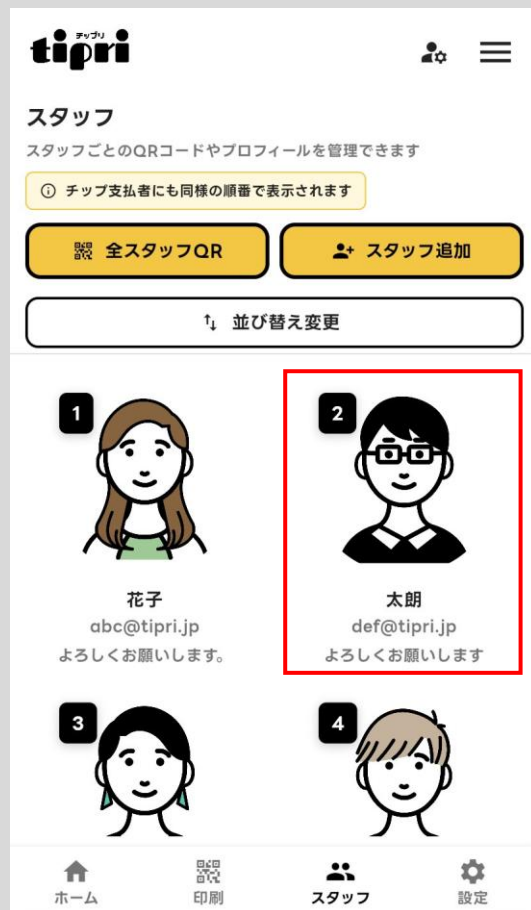 チップリ
tipri
スタッフ
スタッフごとのQRコードやプロフィールを管理できます
チップ支払者にも同様の順番で表示されます
全スタッフQR
スタッフ追加
並び替え変更
1
2
花子
太朗
abc@tipri.jp
def@tipri.jp
よろしくお願いします。
よろしくお願いします
3
4
ホーム
印刷
スタッフ
設定